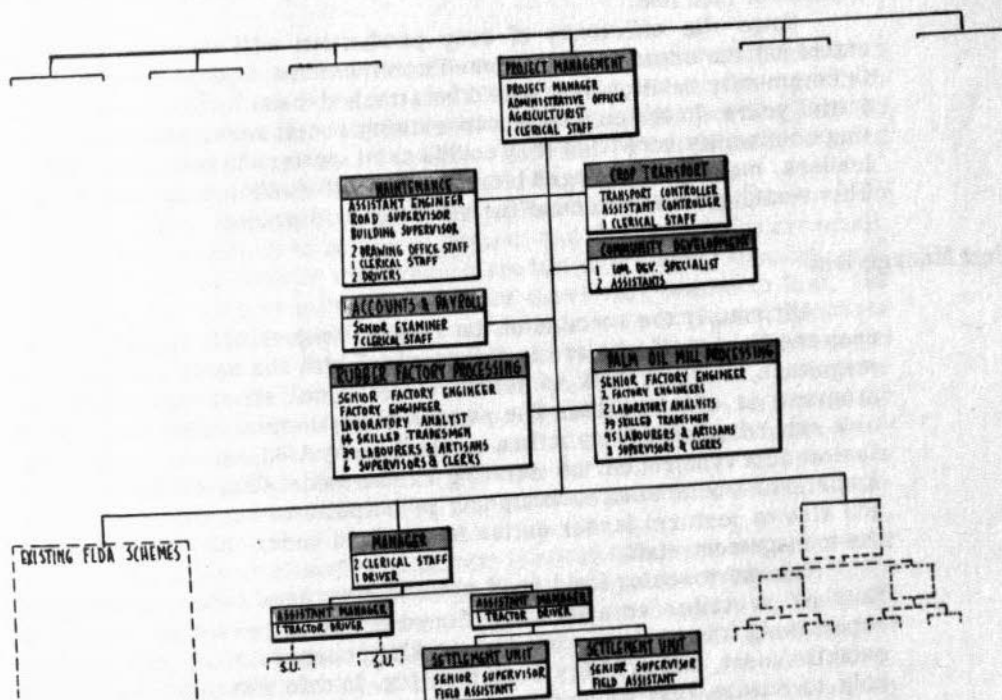 PROJECT MANAGEMENT
PROJECT MANAGER
ADMINISTRATIVE OFFICER
AGRICULTURIST
1 CLERICAL STAFF
MAINTENANCE
ASSISTANT ENGINEER
ROAD SUPERVISOR
BUILDING SUPERVISOR
2 DRAWING OFFICE STAFF
1 CLERICAL STAFF
2 DRIVERS
CROP TRANSPORT
TRANSPORT CONTROLLER
ASSISTANT CONTROLLER
1 CLERICAL STAFF
COMMUNITY DEVELOPMENT
1 COM. DEV. SPECIALIST
2 ASSISTANTS
ACCOUNTS & PAYROLL
SENIOR EXAMINER
7 CLERICAL STAFF
RUBBER FACTORY PROCESSING
SENIOR FACTORY ENGINEER
FACTORY ENGINEER
LABORATORY ANALYST
14 SKILLED TRADESMEN
39 LABOURERS & ARTISANS
6 SUPERVISORS & CLERKS
PALM OIL MILL PROCESSING
SENIOR FACTORY ENGINEER
2 FACTORY ENGINEERS
2 LABORATORY ANALYSTS
39 SKILLED TRADESMEN
95 LABOURERS & ARTISANS
8 SUPERVISORS & CLERKS
EXISTING FLDA SCHEMES
MANAGER
2 CLERICAL STAFF
1 DRIVER
ASSISTANT MANAGER
1 TRACTOR DRIVER
ASSISTANT MANAGER
1 TRACTOR DRIVER
S.U.
S.U.
SETTLEMENT UNIT
SENIOR SUPERVISOR
FIELD ASSISTANT
SETTLEMENT UNIT
SENIOR SUPERVISOR
FIELD ASSISTANT